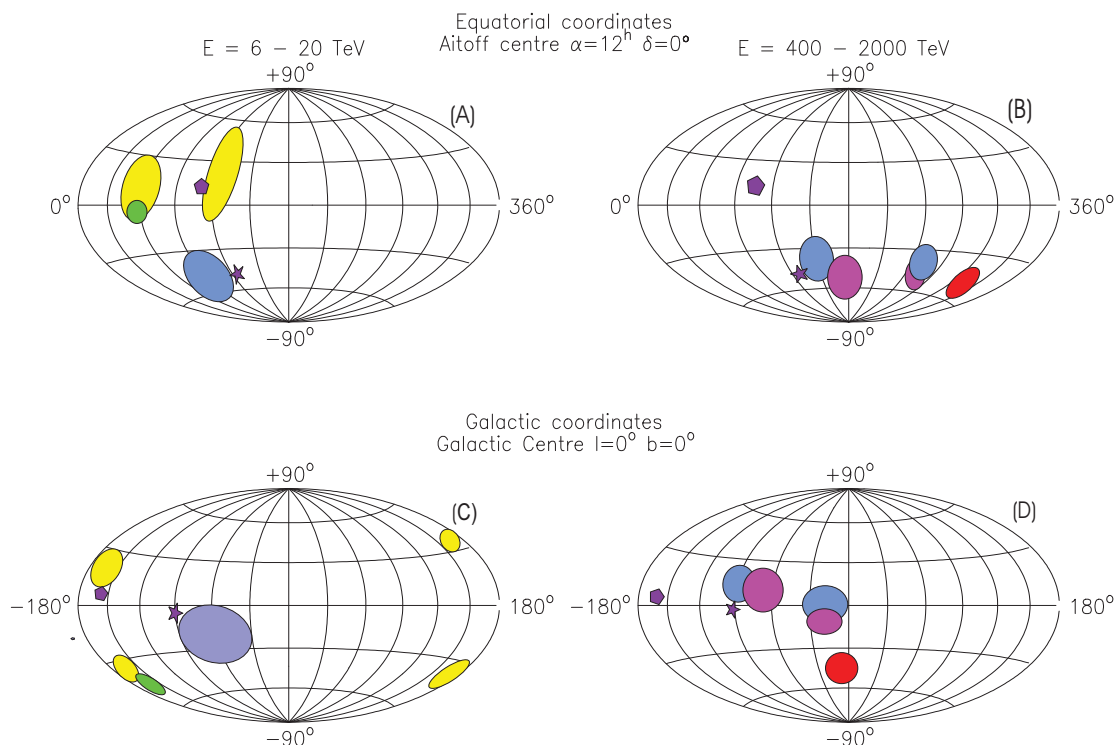 Equatorial coordinates
E = 6 – 20 TeV
Aitoff centre α=12ʰ δ=0°
E = 400 – 2000 TeV
+90°
+90°
(A)
(B)
0°
360°
0°
360°
−90°
−90°
Galactic coordinates
Galactic Centre l=0° b=0°
+90°
+90°
(C)
(D)
−180°
180°
−180°
180°
−90°
−90°